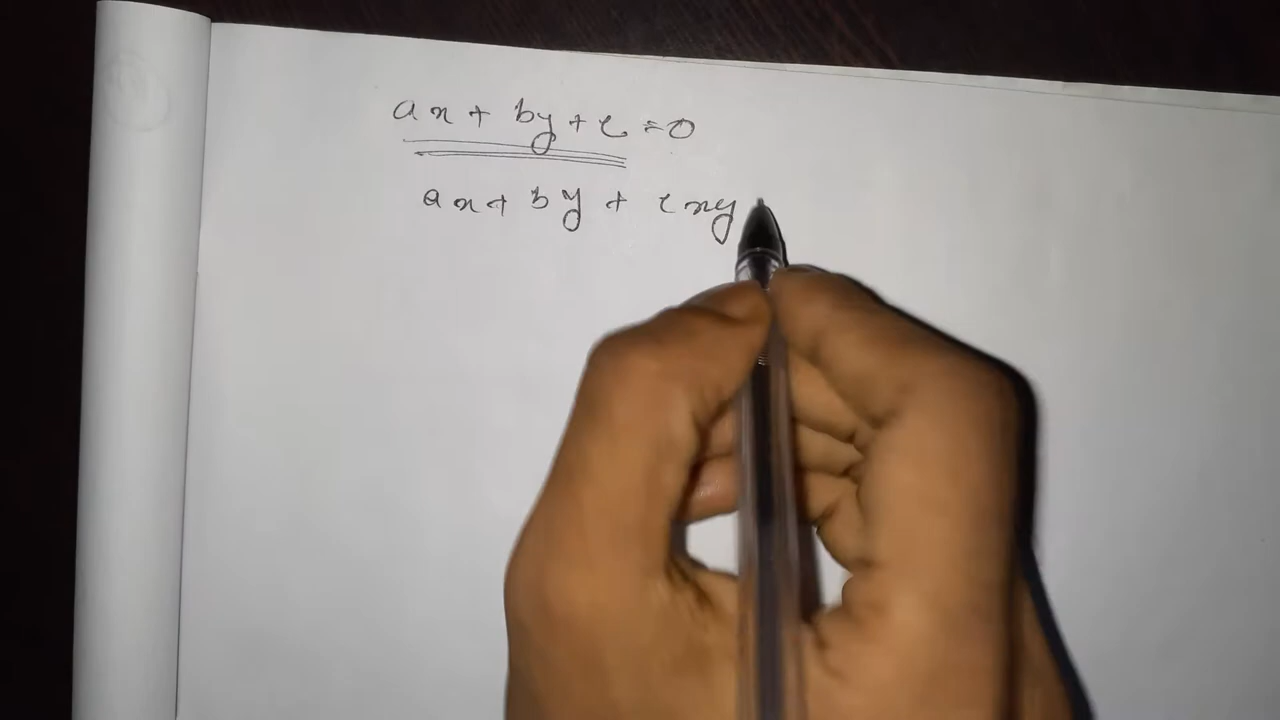 ax + by + c = 0
ax + by + cxy